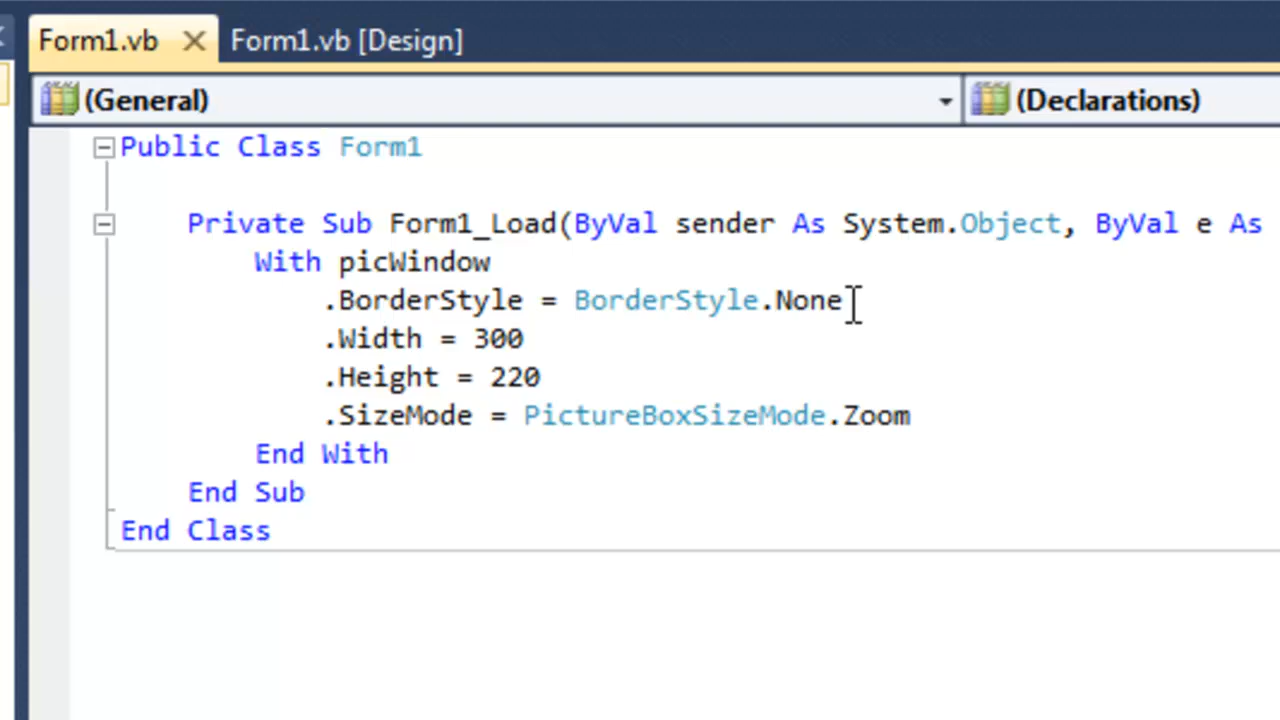 Form1.vb Form1.vb [Design]
(General) (Declarations)
Public Class Form1
Private Sub Form1_Load(ByVal sender As System.Object, ByVal e As
With picWindow
.BorderStyle = BorderStyle.None
.Width = 300
.Height = 220
.SizeMode = PictureBoxSizeMode.Zoom
End With
End Sub
End Class